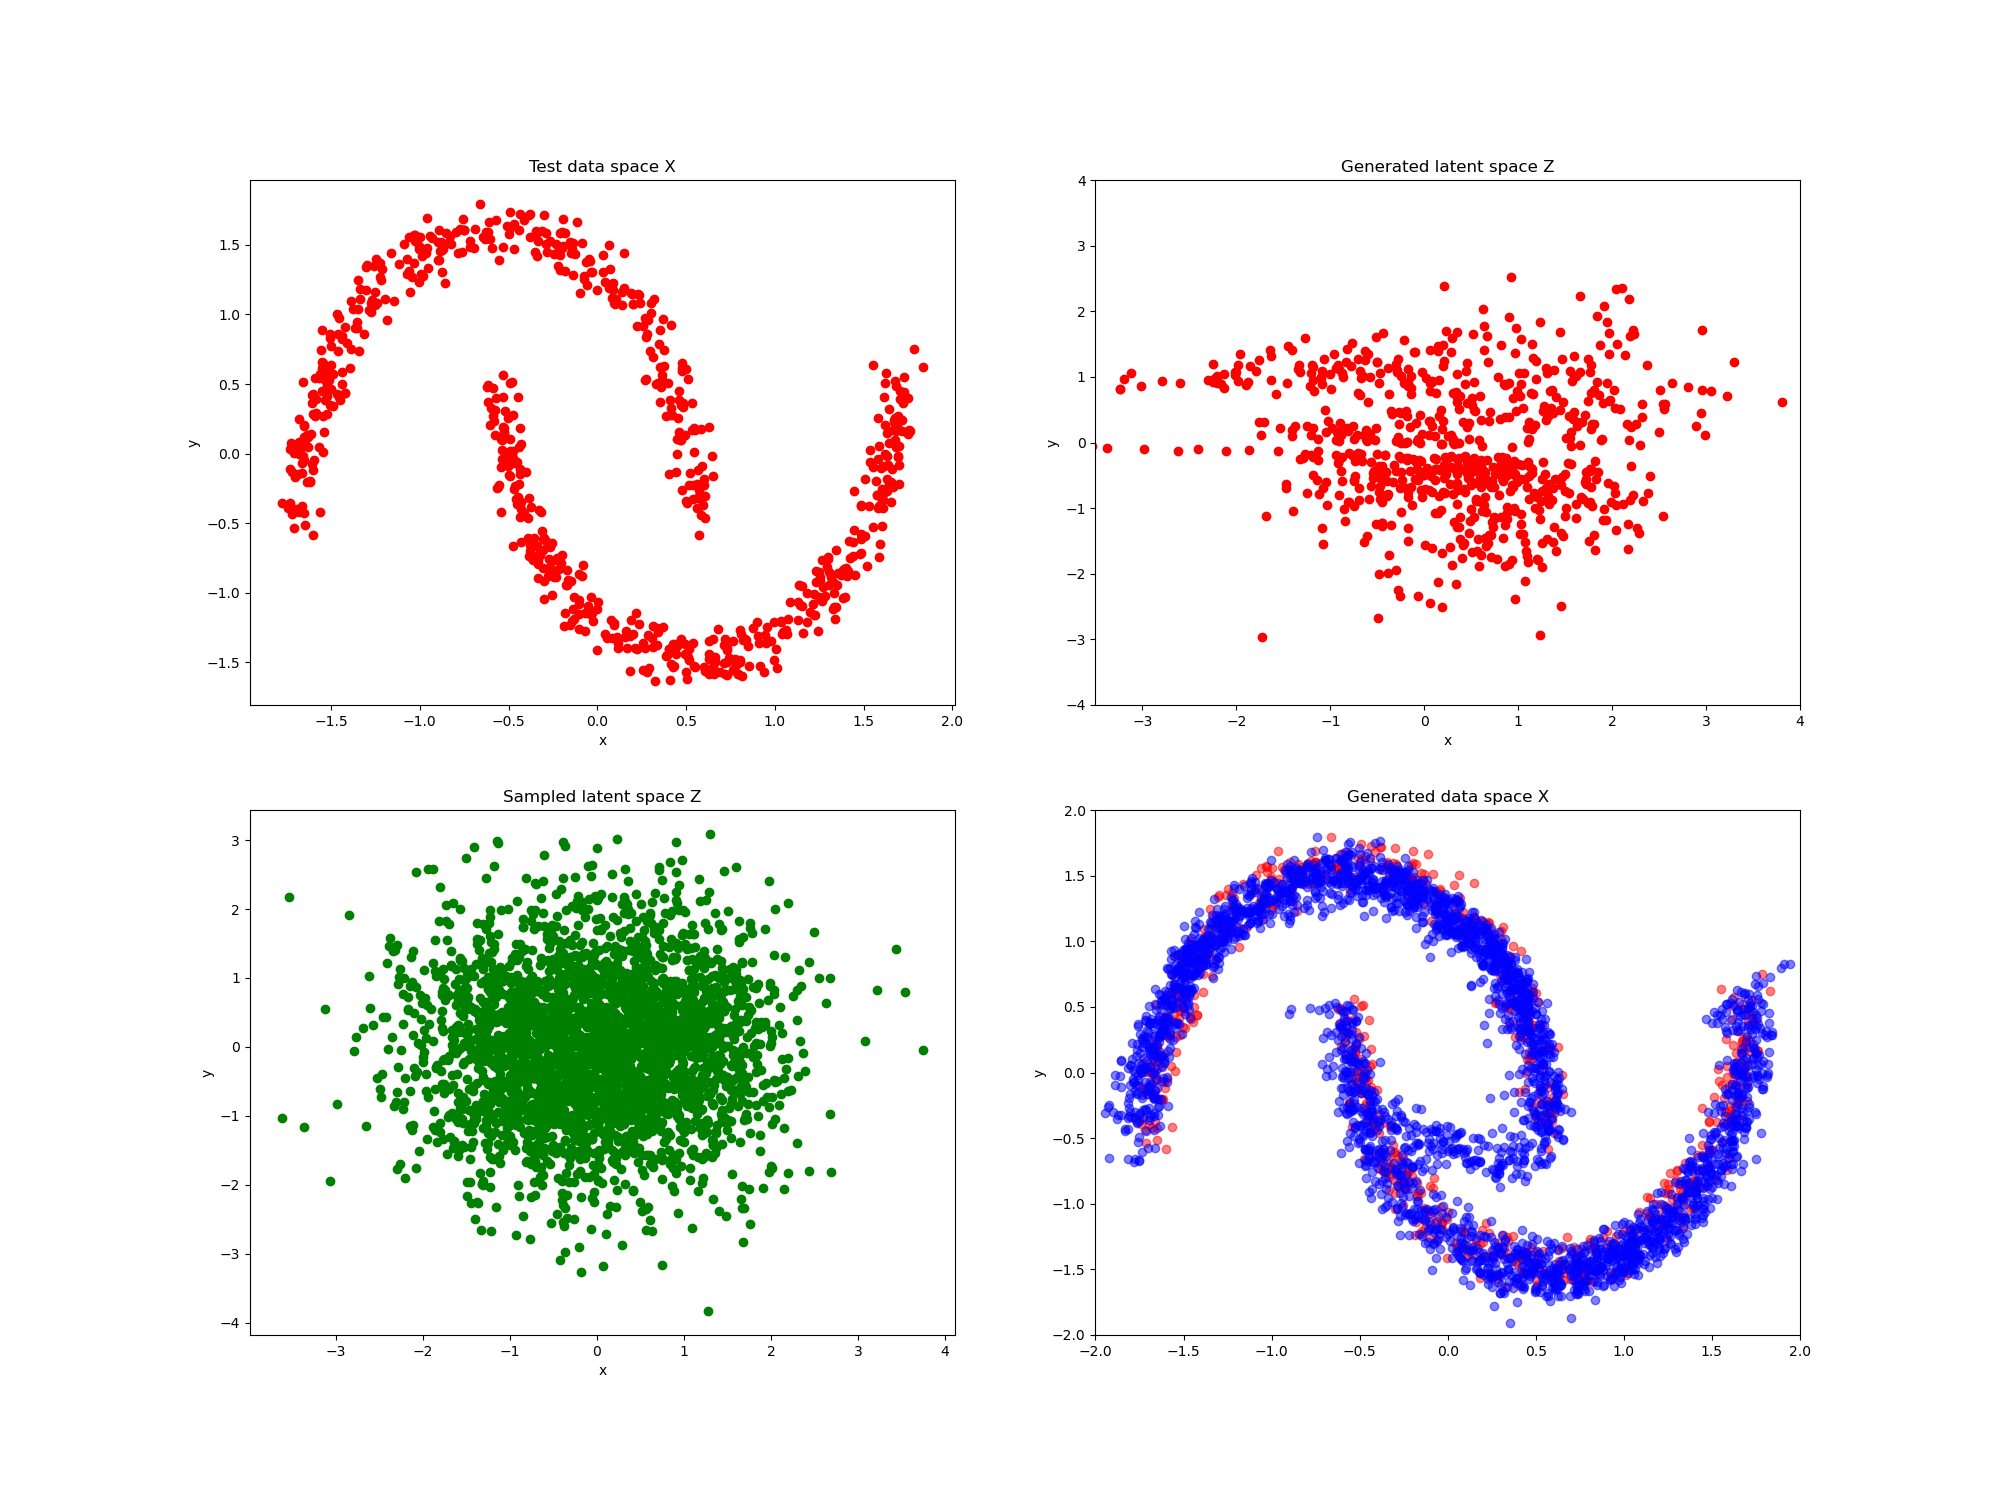 Test data space X
1.5
1.0
0.5
0.0
−0.5
−1.0
−1.5
y
−1.5 −1.0 −0.5 0.0 0.5 1.0 1.5 2.0
x
Generated latent space Z
4
3
2
1
0
−1
−2
−3
−4
y
−3 −2 −1 0 1 2 3 4
x
Sampled latent space Z
3
2
1
0
−1
−2
−3
−4
y
−3 −2 −1 0 1 2 3 4
x
Generated data space X
2.0
1.5
1.0
0.5
0.0
−0.5
−1.0
−1.5
−2.0
y
−2.0 −1.5 −1.0 −0.5 0.0 0.5 1.0 1.5 2.0